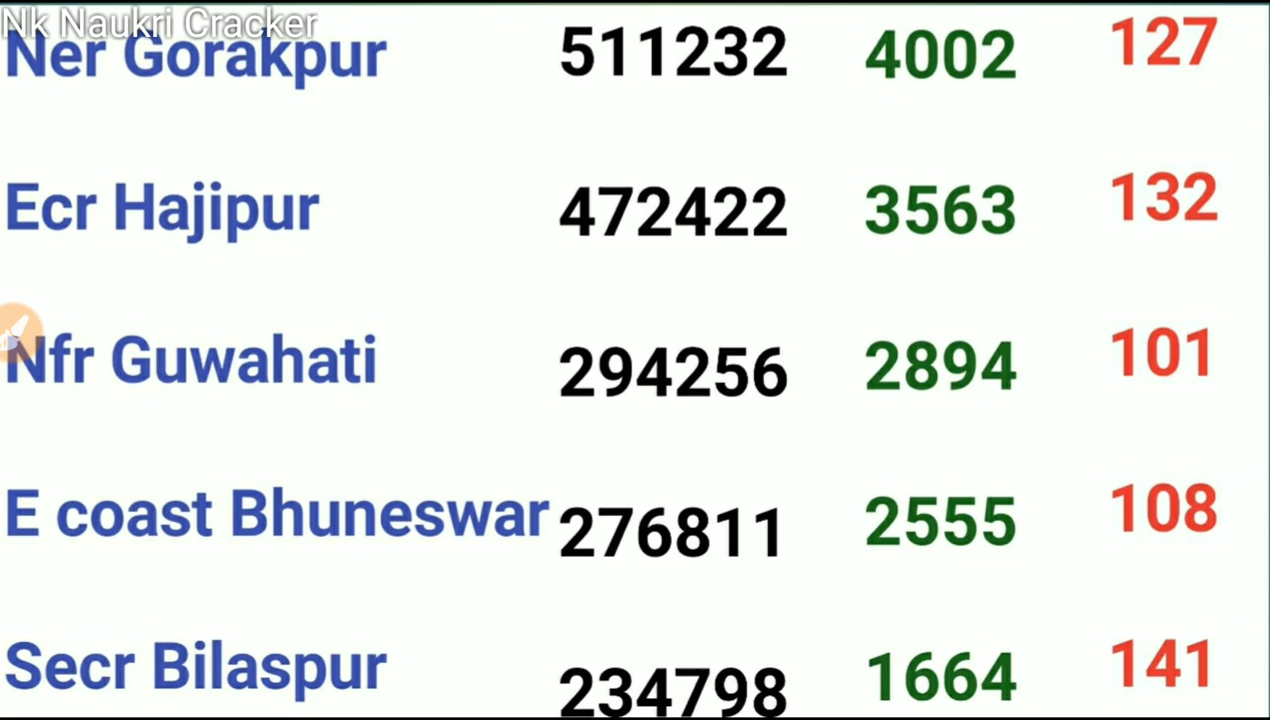 Nk Naukri Cracker
Ner Gorakpur 511232 4002 127
Ecr Hajipur 472422 3563 132
Nfr Guwahati 294256 2894 101
E coast Bhuneswar 276811 2555 108
Secr Bilaspur 234798 1664 141